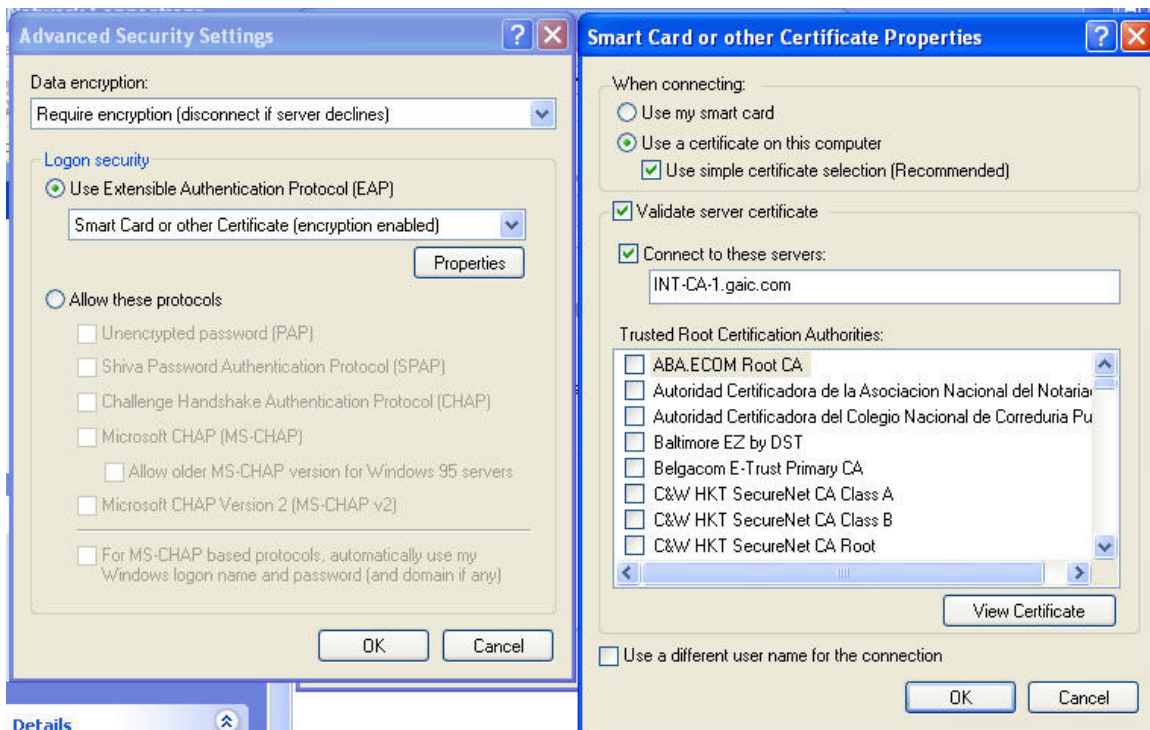 Advanced Security Settings
Data encryption:
Require encryption (disconnect if server declines)
Logon security
Use Extensible Authentication Protocol (EAP)
Smart Card or other Certificate (encryption enabled)
Properties
Allow these protocols
Unencrypted password (PAP)
Shiva Password Authentication Protocol (SPAP)
Challenge Handshake Authentication Protocol (CHAP)
Microsoft CHAP (MS-CHAP)
Allow older MS-CHAP version for Windows 95 servers
Microsoft CHAP Version 2 (MS-CHAP v2)
For MS-CHAP based protocols, automatically use my
Windows logon name and password (and domain if any)
OK
Cancel
Details
Smart Card or other Certificate Properties
When connecting:
Use my smart card
Use a certificate on this computer
Use simple certificate selection (Recommended)
Validate server certificate
Connect to these servers:
INT-CA-1.gaic.com
Trusted Root Certification Authorities:
ABA.ECOM Root CA
Autoridad Certificadora de la Asociacion Nacional del
Autoridad Certificadora del Colegio Nacional de Correduria Pu
Baltimore EZ by DST
Belgacom E-Trust Primary CA
C&W HKT SecureNet CA Class A
C&W HKT SecureNet CA Class B
C&W HKT SecureNet CA Root
View Certificate
Use a different user name for the connection
OK
Cancel